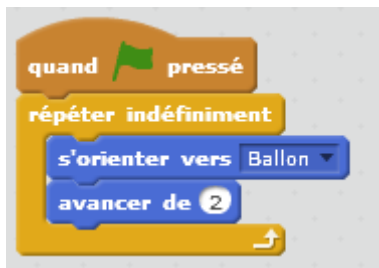 quand pressé
répéter indéfiniment
s'orienter vers Ballon
avancer de 2